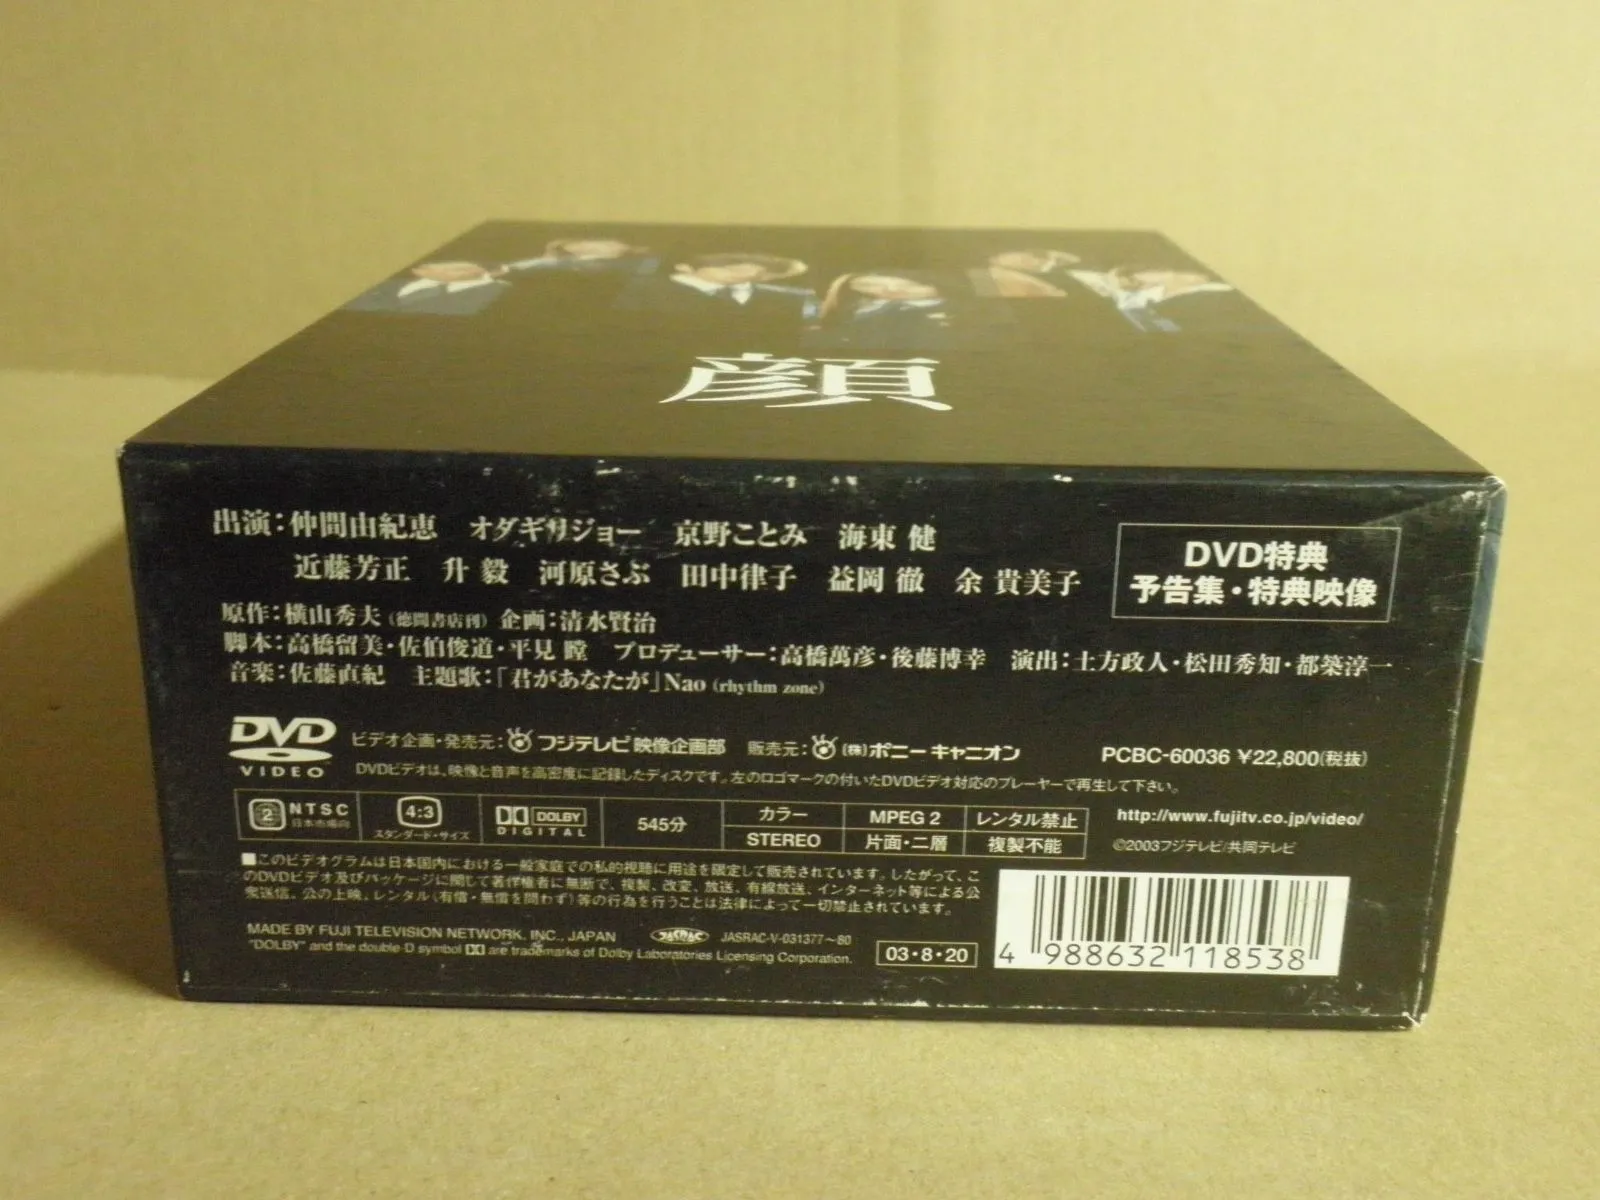 顔
出演：仲間由紀恵　オダギリジョー　京野ことみ　海東 健
近藤芳正　升 毅　河原さぶ　田中律子　益岡 徹　余 貴美子
DVD特典
予告集・特典映像
原作：横山秀夫（徳間書店刊）企画：清水賢治
脚本：高橋留美・佐伯俊道・平見 瞠　プロデューサー：高橋萬彦・後藤博幸　演出：土方政人・松田秀知・都築淳一
音楽：佐藤直紀　主題歌：「君があなたが」Nao（rhythm zone）
DVD VIDEO
ビデオ企画・発売元：フジテレビ映像企画部　販売元：(株)ポニーキャニオン　PCBC-60036 ¥22,800(税抜)
DVDビデオは、映像と音声を高密度に記録したディスクです。左のロゴマークの付いたDVDビデオ対応のプレーヤーで再生して下さい。
2 NTSC 日本市場向
4:3 スタンダード・サイズ
DOLBY DIGITAL
545分
カラー
STEREO
MPEG 2
片面・二層
レンタル禁止
複製不能
http://www.fujitv.co.jp/video/
©2003フジテレビ/共同テレビ
■このビデオグラムは日本国内における一般家庭での私的視聴に用途を限定して販売されています。したがって、こ
のDVDビデオ及びパッケージに関して著作権者に無断で、複製、改変、放送、有線放送、インターネット等による公
衆送信、公の上映、レンタル(有償・無償を問わず)等の行為を行うことは法律によって一切禁止されています。
MADE BY FUJI TELEVISION NETWORK, INC., JAPAN　JASRAC　JASRAC-V-031377～80
"DOLBY" and the double-D symbol are trademarks of Dolby Laboratories Licensing Corporation.
03・8・20
4 988632 118538